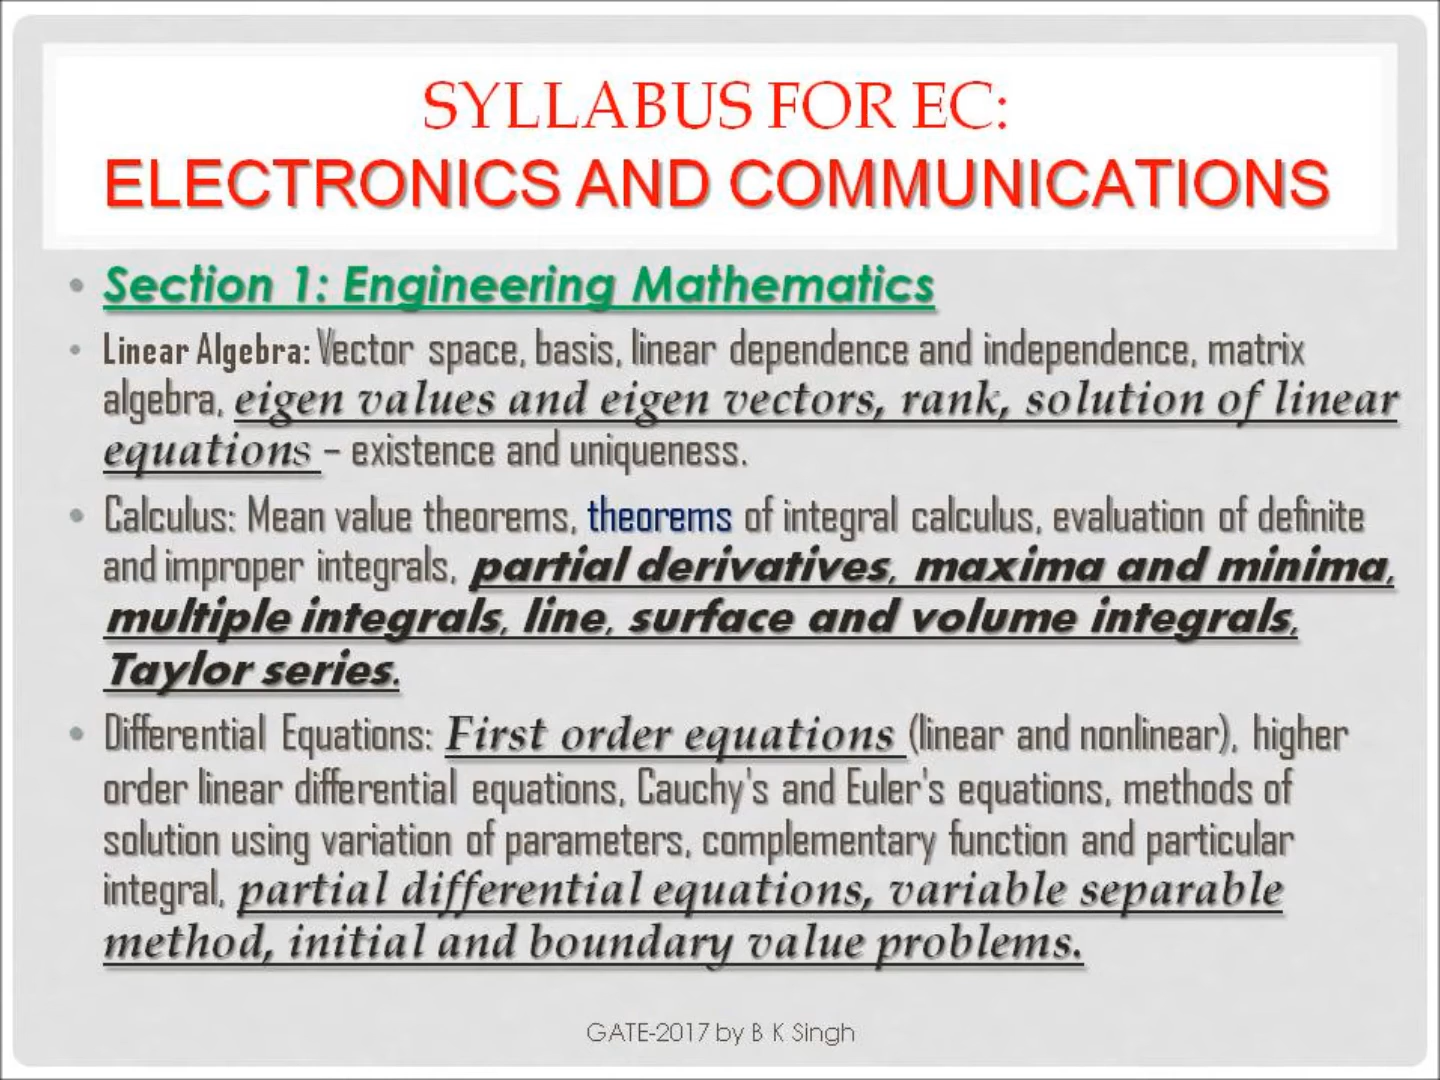 SYLLABUS FOR EC:
ELECTRONICS AND COMMUNICATIONS
• Section 1: Engineering Mathematics
• Linear Algebra: Vector space, basis, linear dependence and independence, matrix
algebra, eigen values and eigen vectors, rank, solution of linear
equations – existence and uniqueness.
• Calculus: Mean value theorems, theorems of integral calculus, evaluation of definite
and improper integrals, partial derivatives, maxima and minima,
multiple integrals, line, surface and volume integrals,
Taylor series.
• Differential Equations: First order equations (linear and nonlinear), higher
order linear differential equations, Cauchy's and Euler's equations, methods of
solution using variation of parameters, complementary function and particular
integral, partial differential equations, variable separable
method, initial and boundary value problems.
GATE-2017 by B K Singh